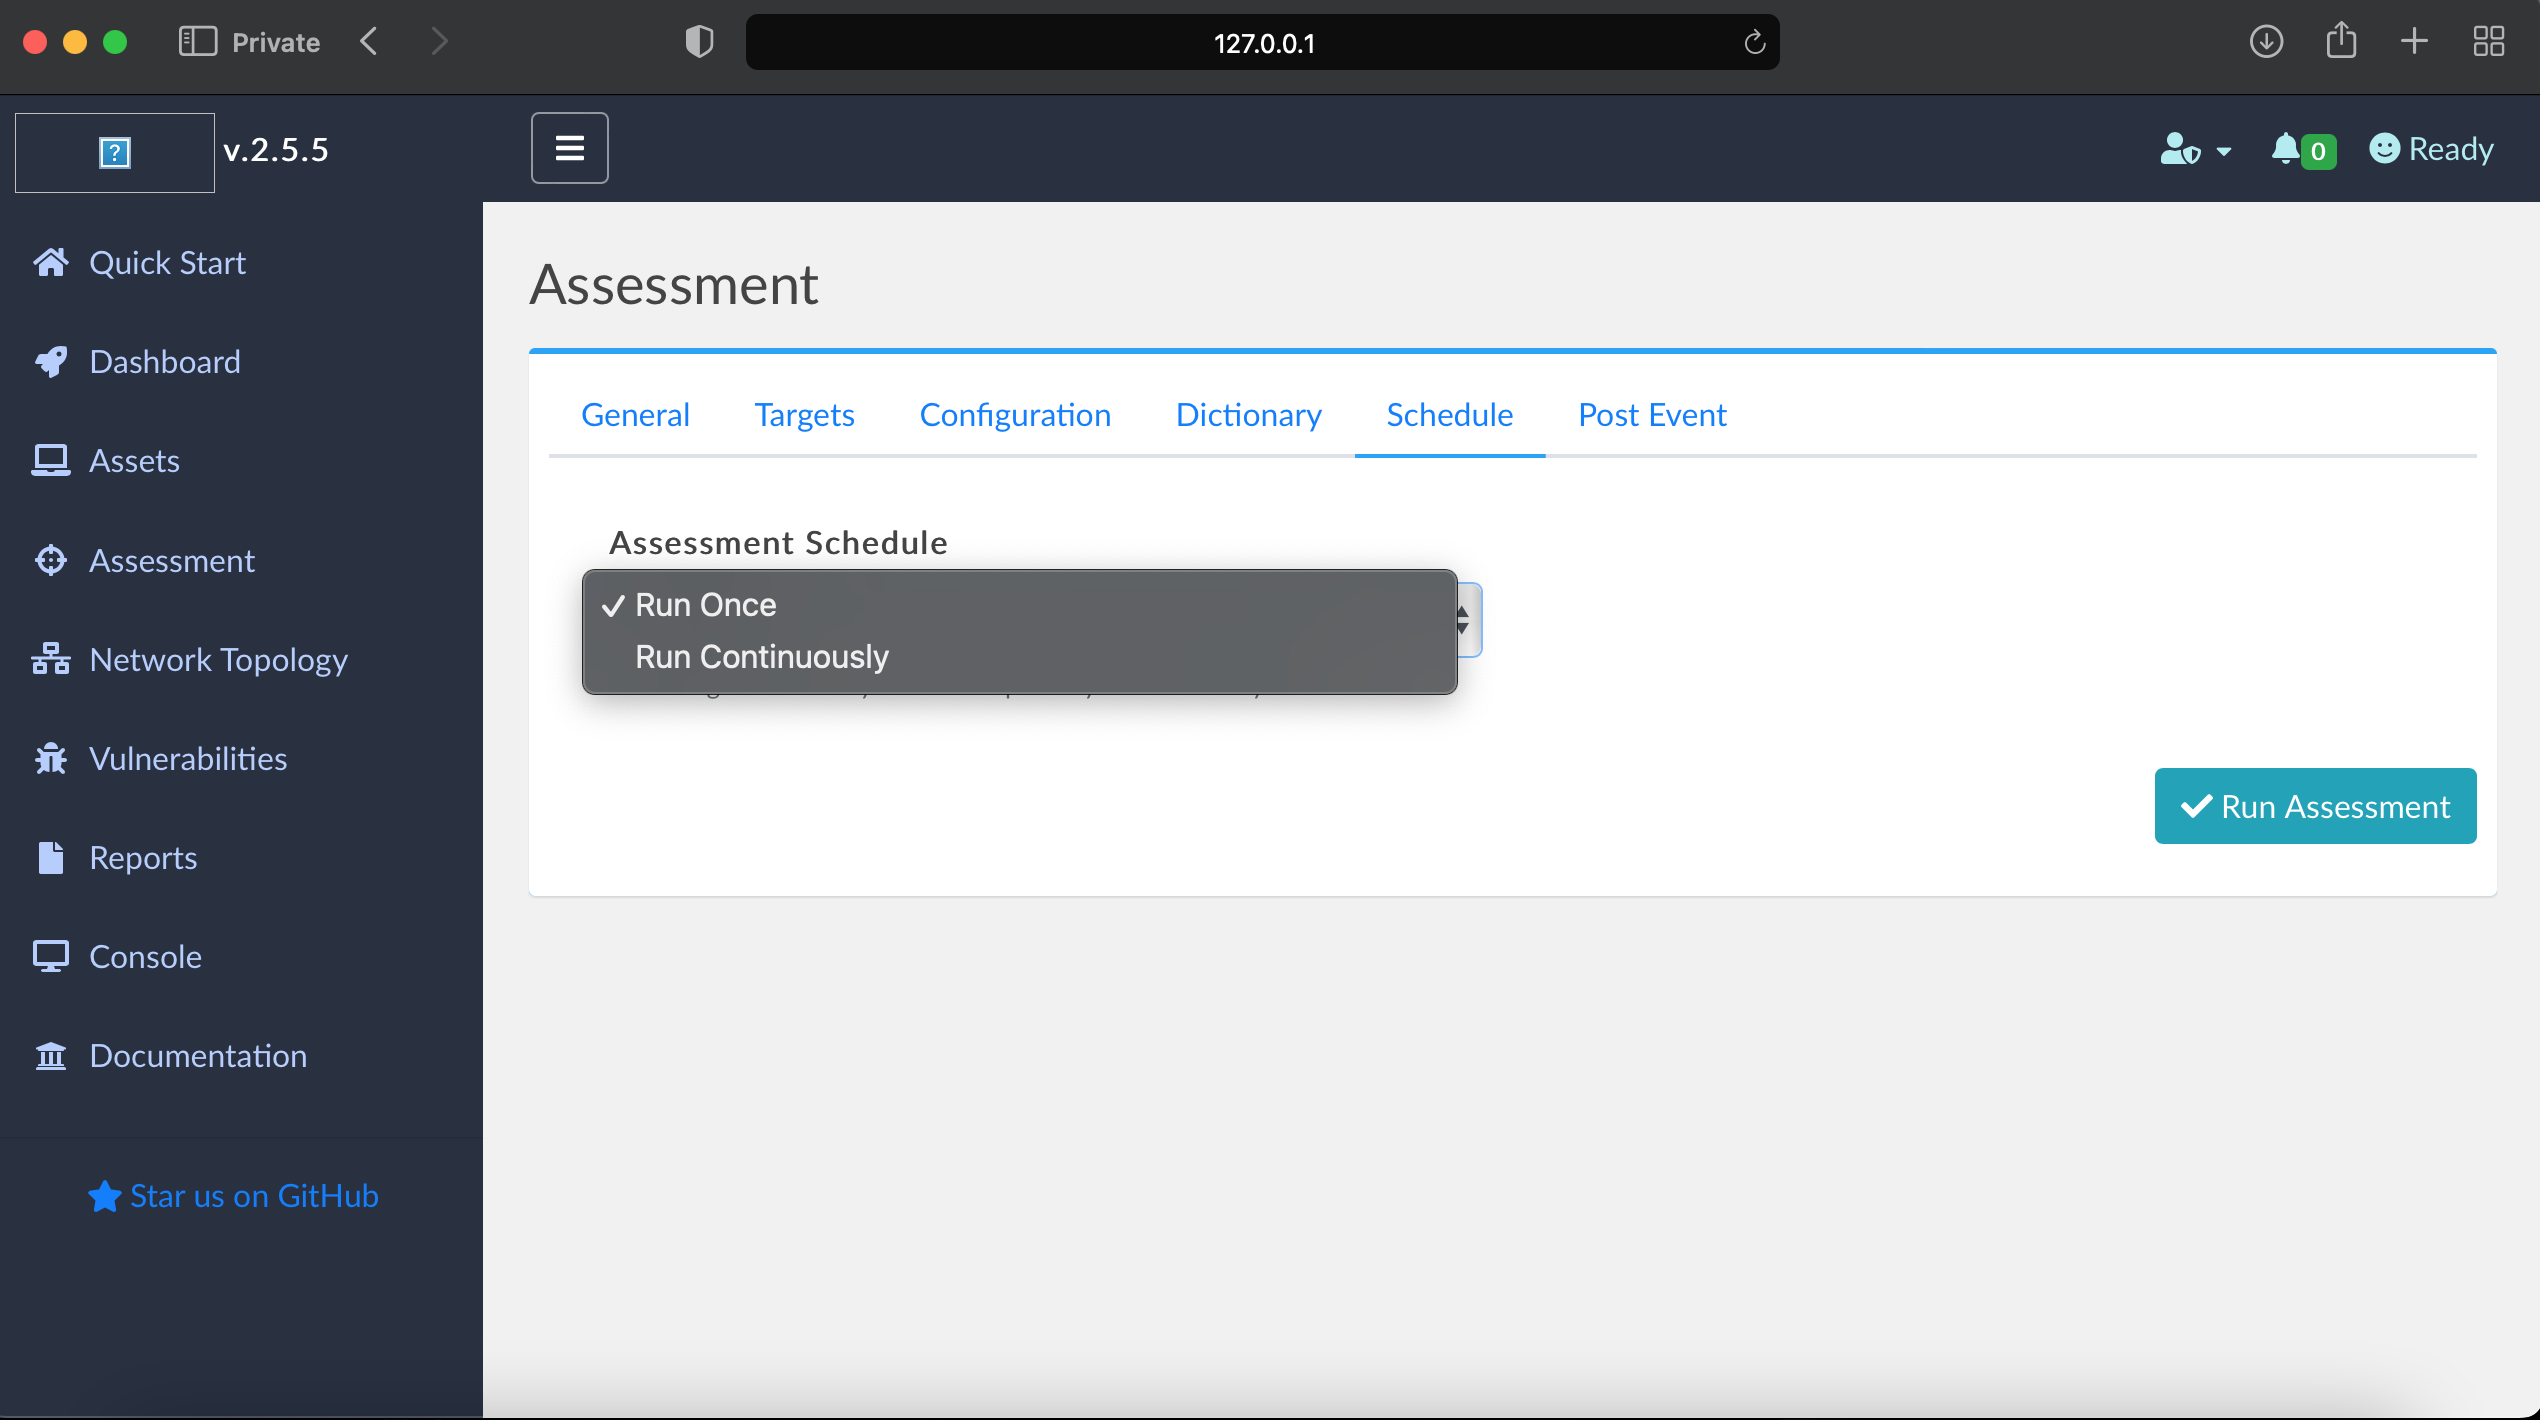 Private
127.0.0.1
v.2.5.5
0
Ready
Quick Start
Dashboard
Assets
Assessment
Network Topology
Vulnerabilities
Reports
Console
Documentation
Star us on GitHub
Assessment
General Targets Configuration Dictionary Schedule Post Event
Assessment Schedule
✓ Run Once
Run Continuously
Run Assessment